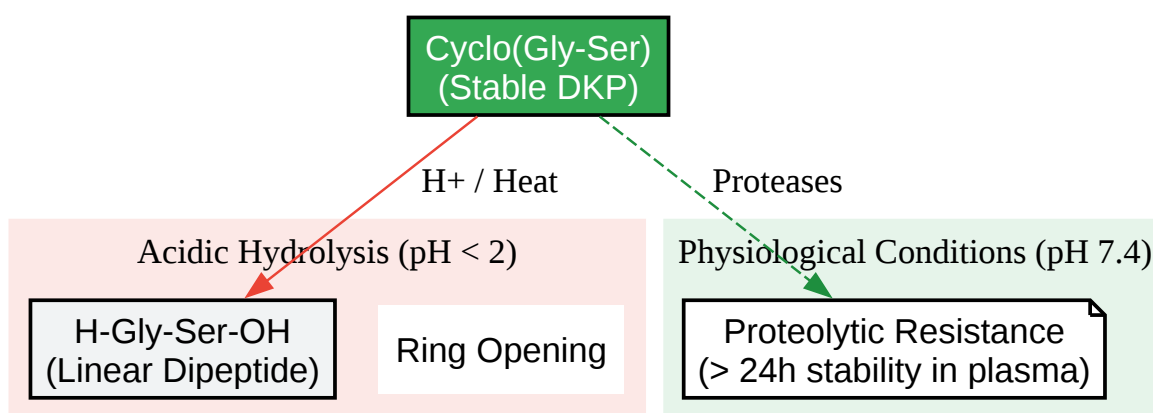 Cyclo(Gly-Ser)
(Stable DKP)
H+ / Heat
Proteases
Acidic Hydrolysis (pH < 2)
Physiological Conditions (pH 7.4)
H-Gly-Ser-OH
(Linear Dipeptide)
Ring Opening
Proteolytic Resistance
(> 24h stability in plasma)